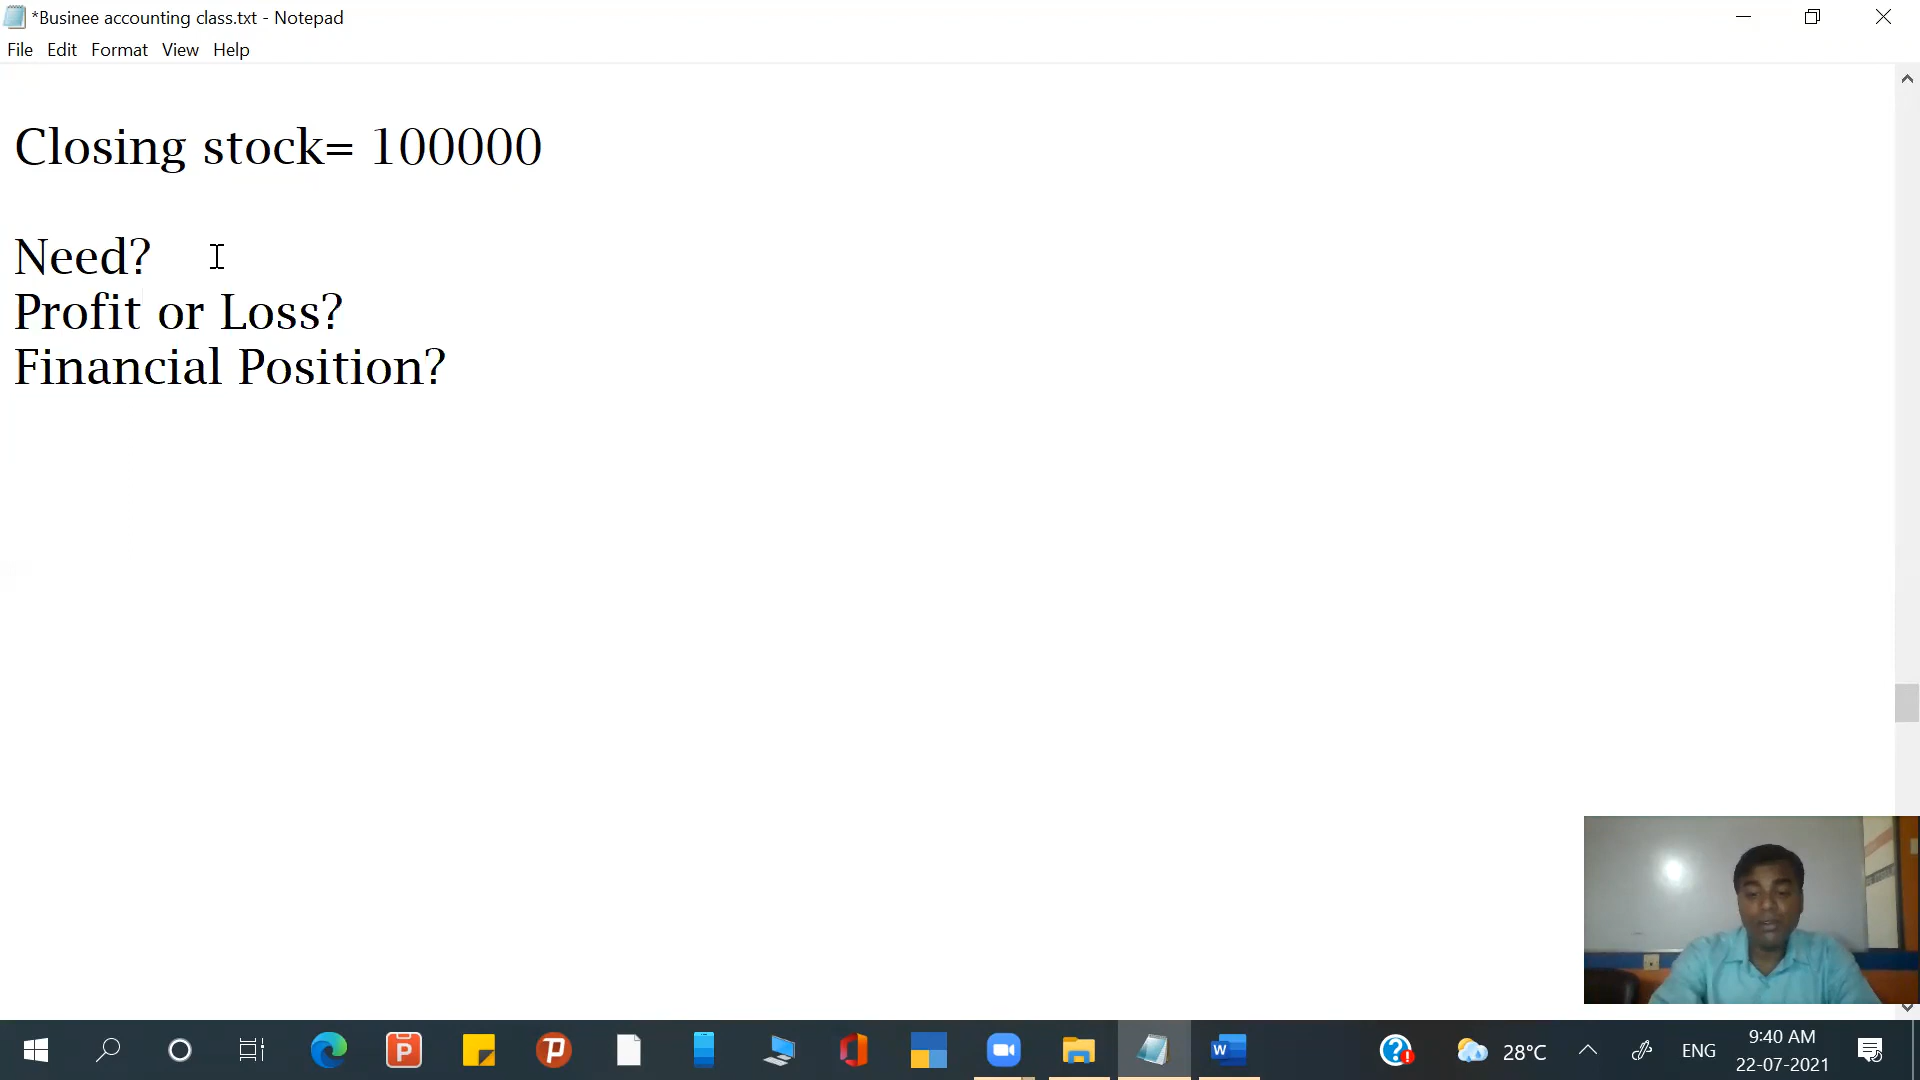 *Businee accounting class.txt - Notepad
File Edit Format View Help
Closing stock= 100000
Need?
Profit or Loss?
Financial Position?
28°C
ENG
9:40 AM
22-07-2021